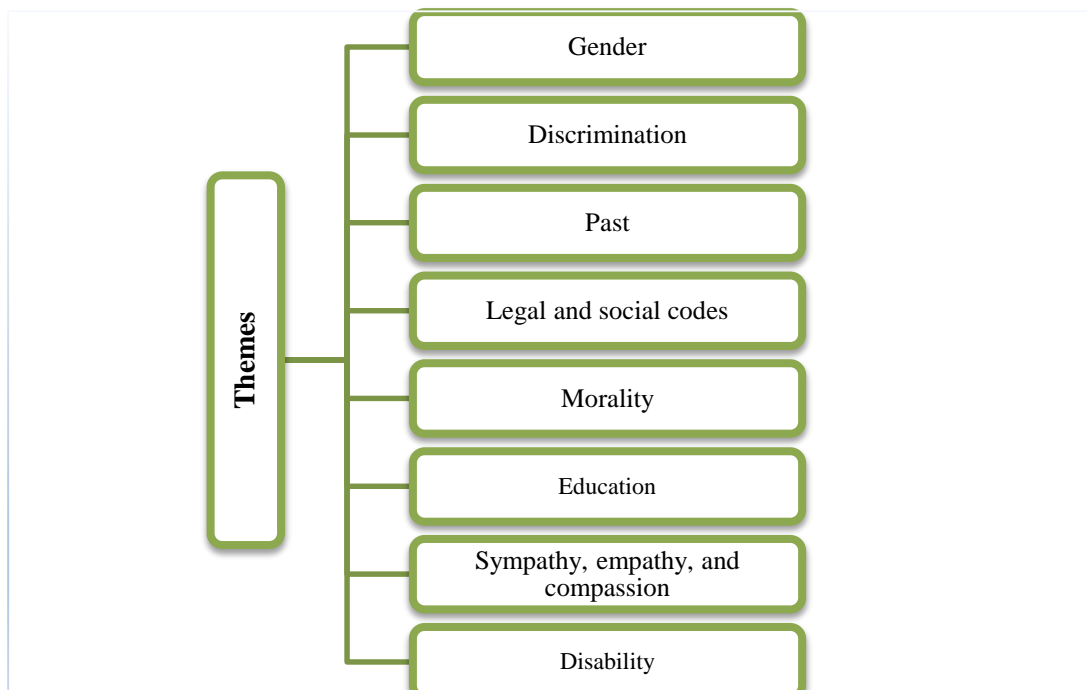 Themes
Gender
Discrimination
Past
Legal and social codes
Morality
Education
Sympathy, empathy, and
compassion
Disability